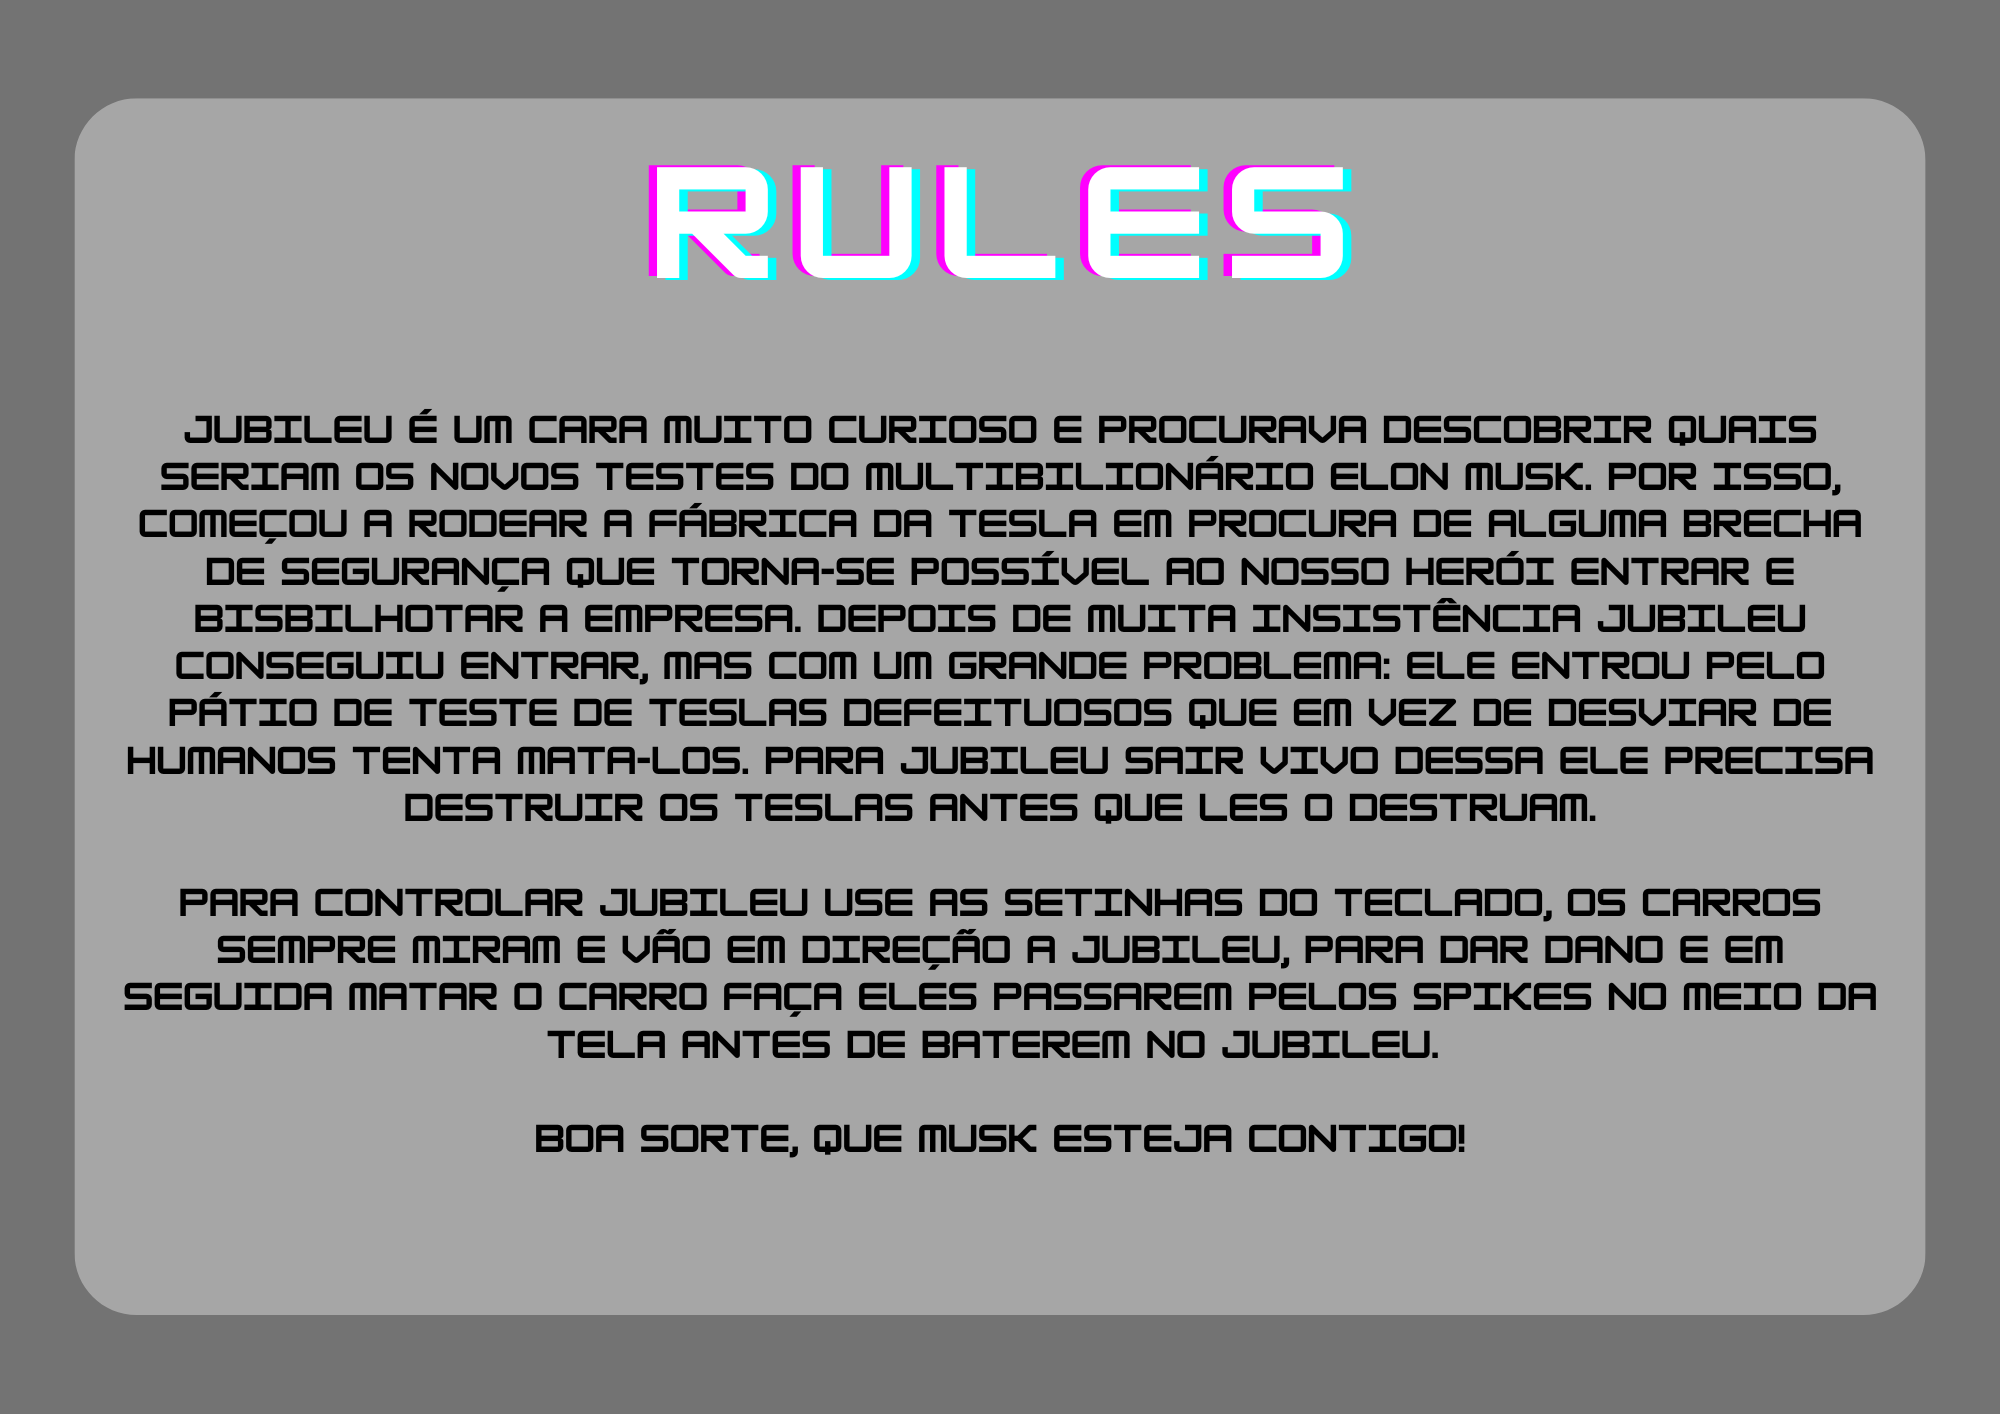 RULES
JUBILEU É UM CARA MUITO CURIOSO E PROCURAVA DESCOBRIR QUAIS
SERIAM OS NOVOS TESTES DO MULTIBILIONÁRIO ELON MUSK. POR ISSO,
COMEÇOU A RODEAR A FÁBRICA DA TESLA EM PROCURA DE ALGUMA BRECHA
DE SEGURANÇA QUE TORNA-SE POSSÍVEL AO NOSSO HERÓI ENTRAR E
BISBILHOTAR A EMPRESA. DEPOIS DE MUITA INSISTÊNCIA JUBILEU
CONSEGUIU ENTRAR, MAS COM UM GRANDE PROBLEMA: ELE ENTROU PELO
PÁTIO DE TESTE DE TESLAS DEFEITUOSOS QUE EM VEZ DE DESVIAR DE
HUMANOS TENTA MATA-LOS. PARA JUBILEU SAIR VIVO DESSA ELE PRECISA
DESTRUIR OS TESLAS ANTES QUE LES O DESTRUAM.
PARA CONTROLAR JUBILEU USE AS SETINHAS DO TECLADO, OS CARROS
SEMPRE MIRAM E VÃO EM DIREÇÃO A JUBILEU, PARA DAR DANO E EM
SEGUIDA MATAR O CARRO FAÇA ELES PASSAREM PELOS SPIKES NO MEIO DA
TELA ANTES DE BATEREM NO JUBILEU.
BOA SORTE, QUE MUSK ESTEJA CONTIGO!